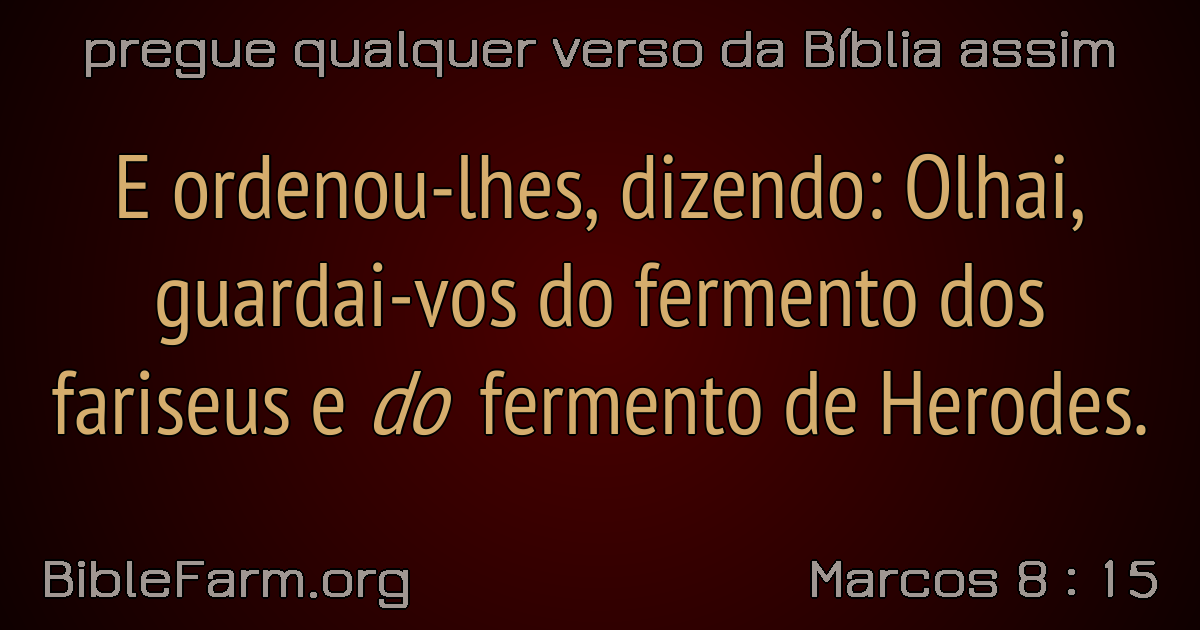 pregue qualquer verso da Bíblia assim
E ordenou-lhes, dizendo: Olhai,
guardai-vos do fermento dos
fariseus e do fermento de Herodes.
BibleFarm.org
Marcos 8 : 15